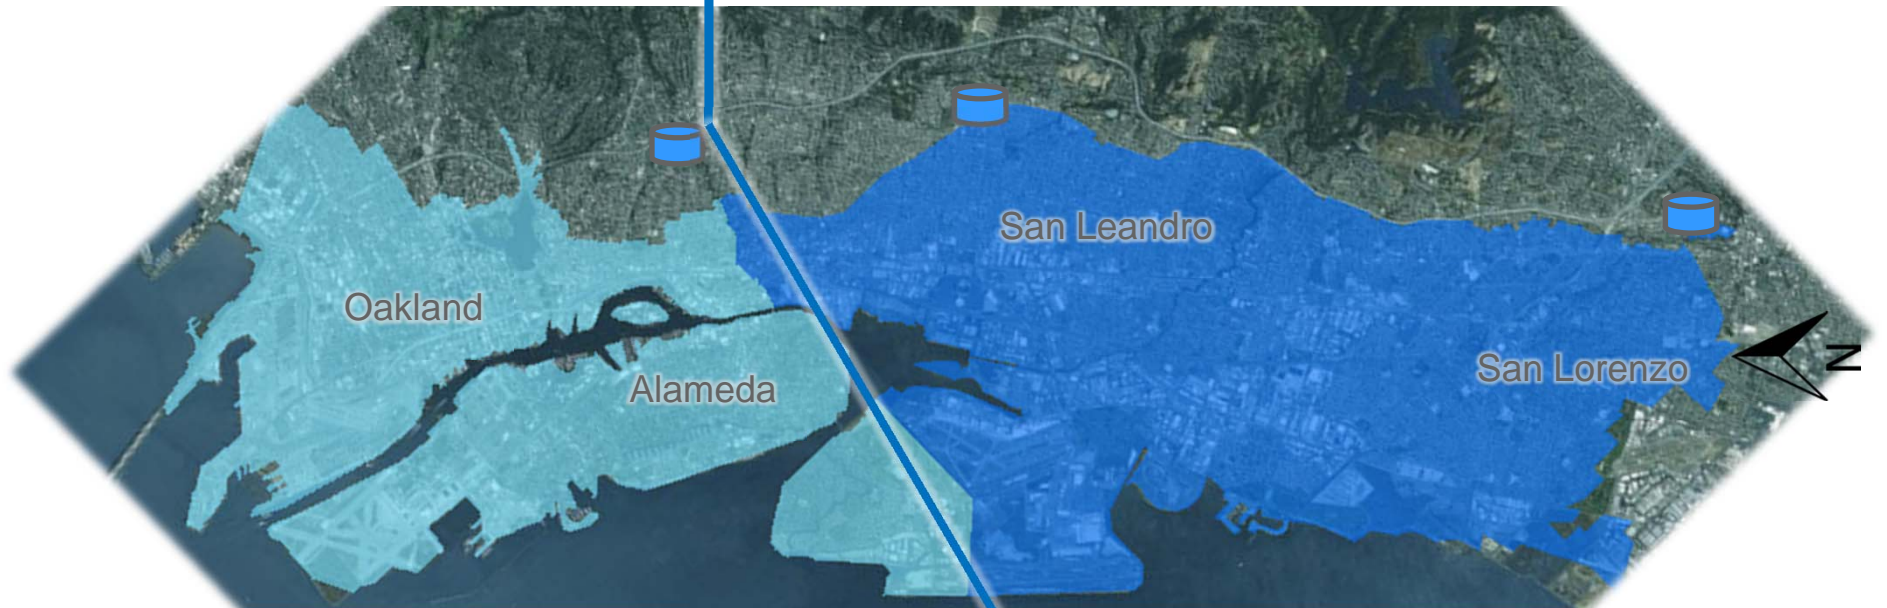 San Leandro
Oakland
San Lorenzo
Alameda
N